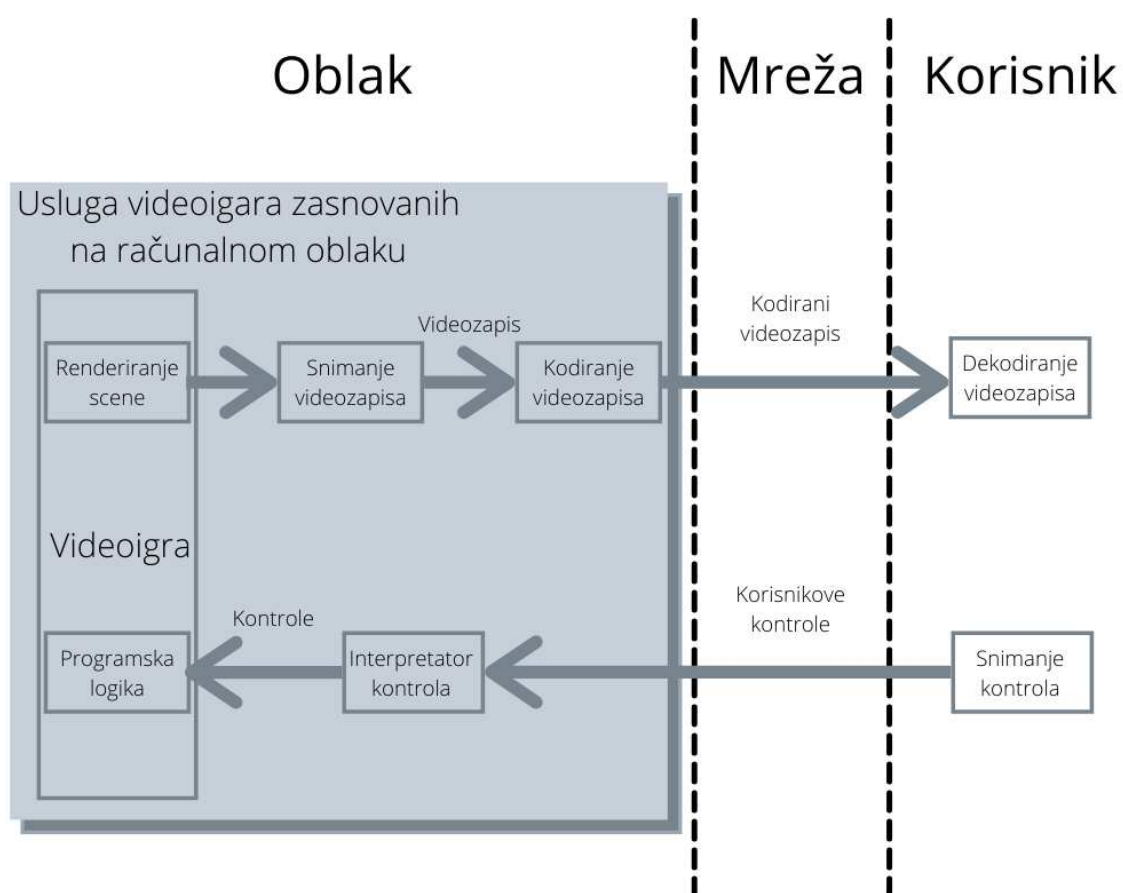 Oblak
Mreža
Korisnik
Usluga videoigara zasnovanih
na računalnom oblaku
Renderiranje
scene
Snimanje
videozapisa
Videozapis
Kodiranje
videozapisa
Kodirani
videozapis
Dekodiranje
videozapisa
Videoigra
Programska
logika
Kontrole
Interpretator
kontrola
Korisnikove
kontrole
Snimanje
kontrola